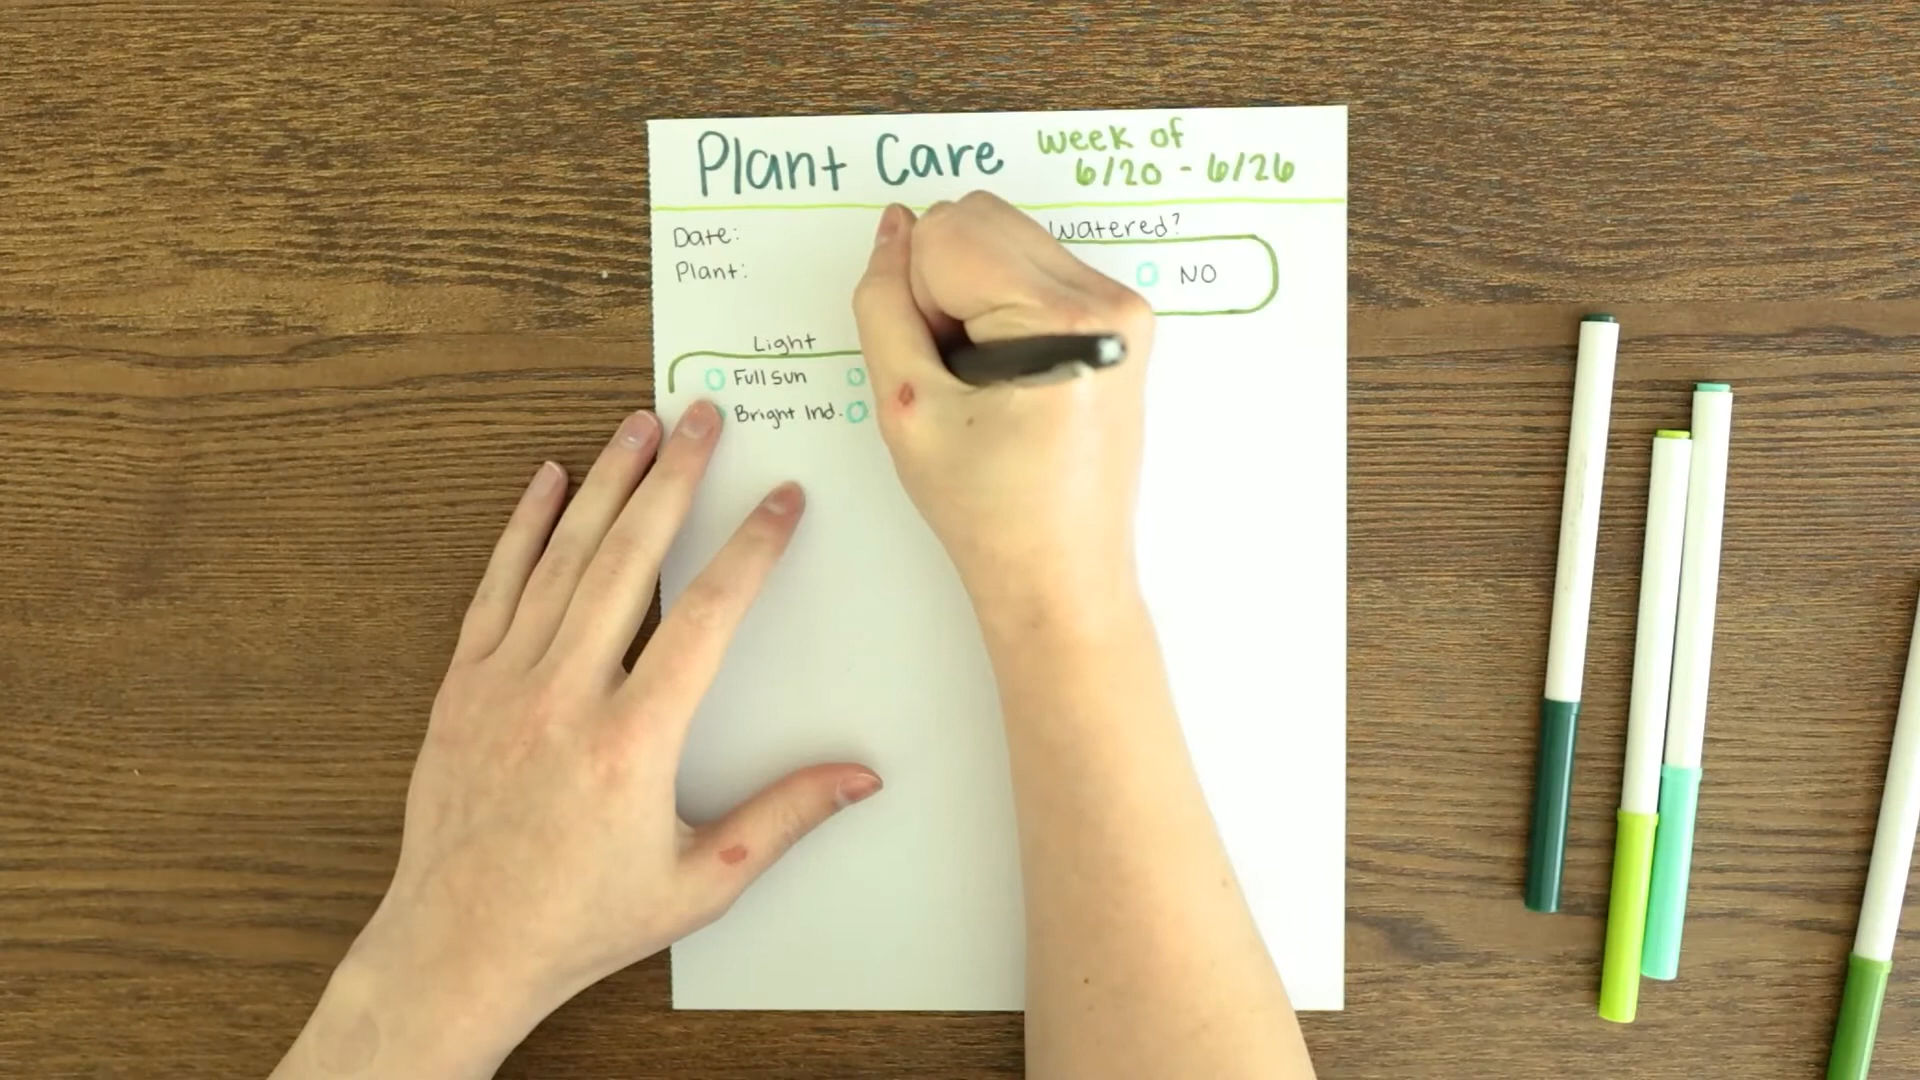 Plant Care
week of
6/20 - 6/26
Date:
Plant:
Watered?
NO
Light
Full Sun
Bright Ind.